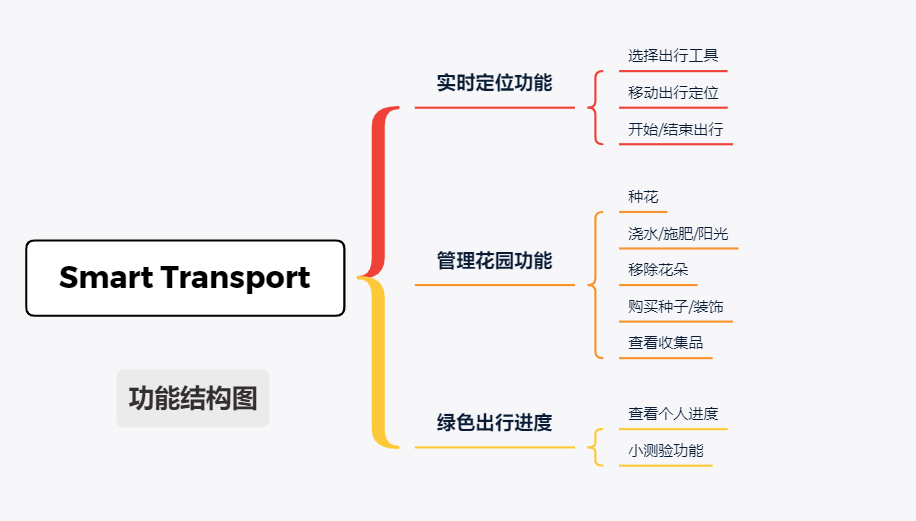 Smart Transport
功能结构图
实时定位功能
选择出行工具
移动出行定位
开始/结束出行
管理花园功能
种花
浇水/施肥/阳光
移除花朵
购买种子/装饰
查看收集品
绿色出行进度
查看个人进度
小测验功能